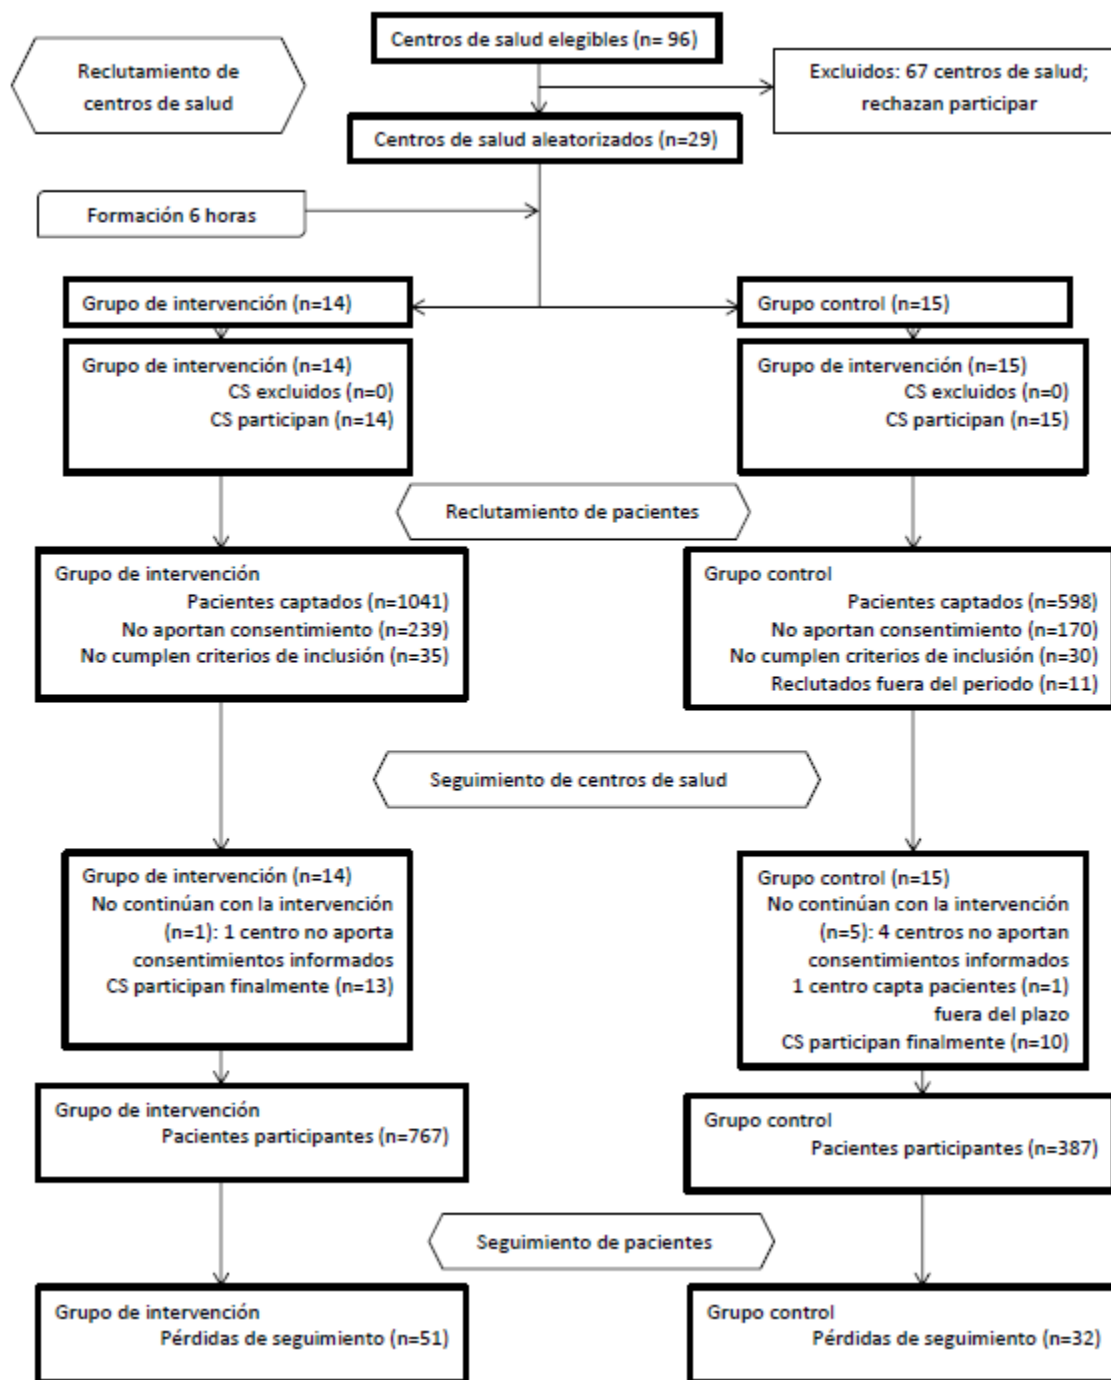 Centros de salud elegibles (n= 96)
Reclutamiento de
centros de salud
Excluidos: 67 centros de salud;
rechazan participar
Centros de salud aleatorizados (n=29)
Formación 6 horas
Grupo de intervención (n=14)
Grupo control (n=15)
Grupo de intervención (n=14)
CS excluidos (n=0)
CS participan (n=14)
Grupo de intervención (n=15)
CS excluidos (n=0)
CS participan (n=15)
Reclutamiento de pacientes
Grupo de intervención
Pacientes captados (n=1041)
No aportan consentimiento (n=239)
No cumplen criterios de inclusión (n=35)
Grupo control
Pacientes captados (n=598)
No aportan consentimiento (n=170)
No cumplen criterios de inclusión (n=30)
Reclutados fuera del periodo (n=11)
Seguimiento de centros de salud
Grupo de intervención (n=14)
No continúan con la intervención
(n=1): 1 centro no aporta
consentimientos informados
CS participan finalmente (n=13)
Grupo control (n=15)
No continúan con la intervención
(n=5): 4 centros no aportan
consentimientos informados
1 centro capta pacientes (n=1)
fuera del plazo
CS participan finalmente (n=10)
Grupo de intervención
Pacientes participantes (n=767)
Grupo control
Pacientes participantes (n=387)
Seguimiento de pacientes
Grupo de intervención
Pérdidas de seguimiento (n=51)
Grupo control
Pérdidas de seguimiento (n=32)